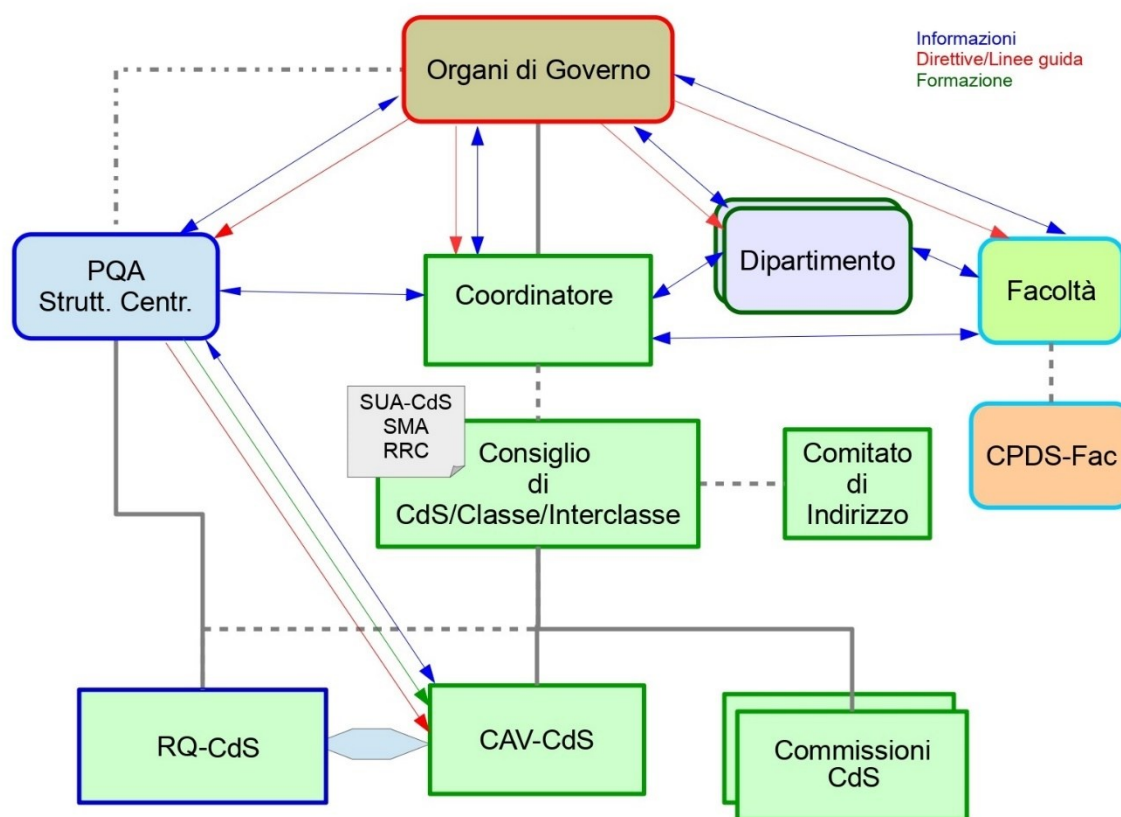 Organi di Governo
Informazioni
Direttive/Linee guida
Formazione
PQA
Strutt. Centr.
Coordinatore
Dipartimento
Facoltà
SUA-CdS
SMA
RRC
Consiglio
di
CdS/Classe/Interclasse
Comitato
di
Indirizzo
CPDS-Fac
RQ-CdS
CAV-CdS
Commissioni
CdS